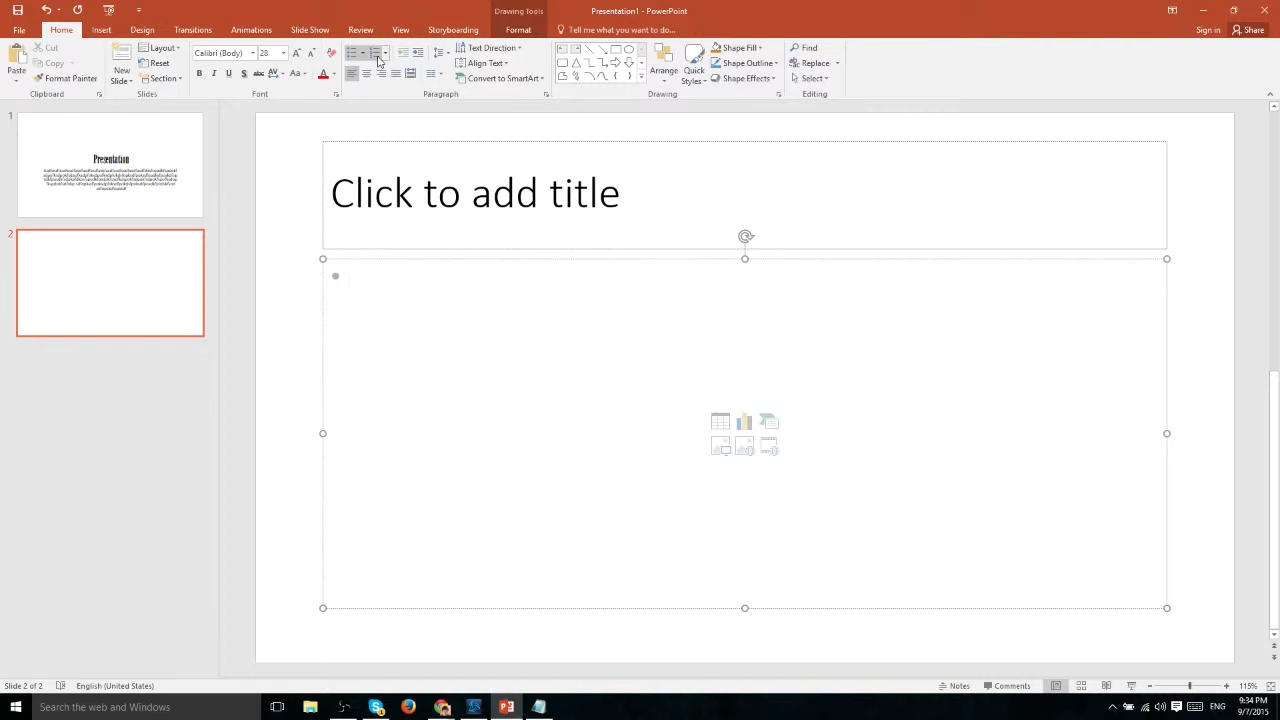 Drawing Tools
Presentation1 - PowerPoint
File Home Insert Design Transitions Animations Slide Show Review View Storyboarding Format Tell me what you want to do... Sign in Share
Cut
Copy
Format Painter
Paste
Clipboard
New Slide
Layout
Reset
Section
Slides
Calibri (Body) 28
B I U S abc AV Aa A
Font
Text Direction
Align Text
Convert to SmartArt
Paragraph
Arrange
Quick Styles
Shape Fill
Shape Outline
Shape Effects
Drawing
Find
Replace
Select
Editing
1
Presentation
2
Click to add title
Slide 2 of 2 English (United States) Notes Comments 115%
Search the web and Windows
ENG
9:34 PM
9/7/2015